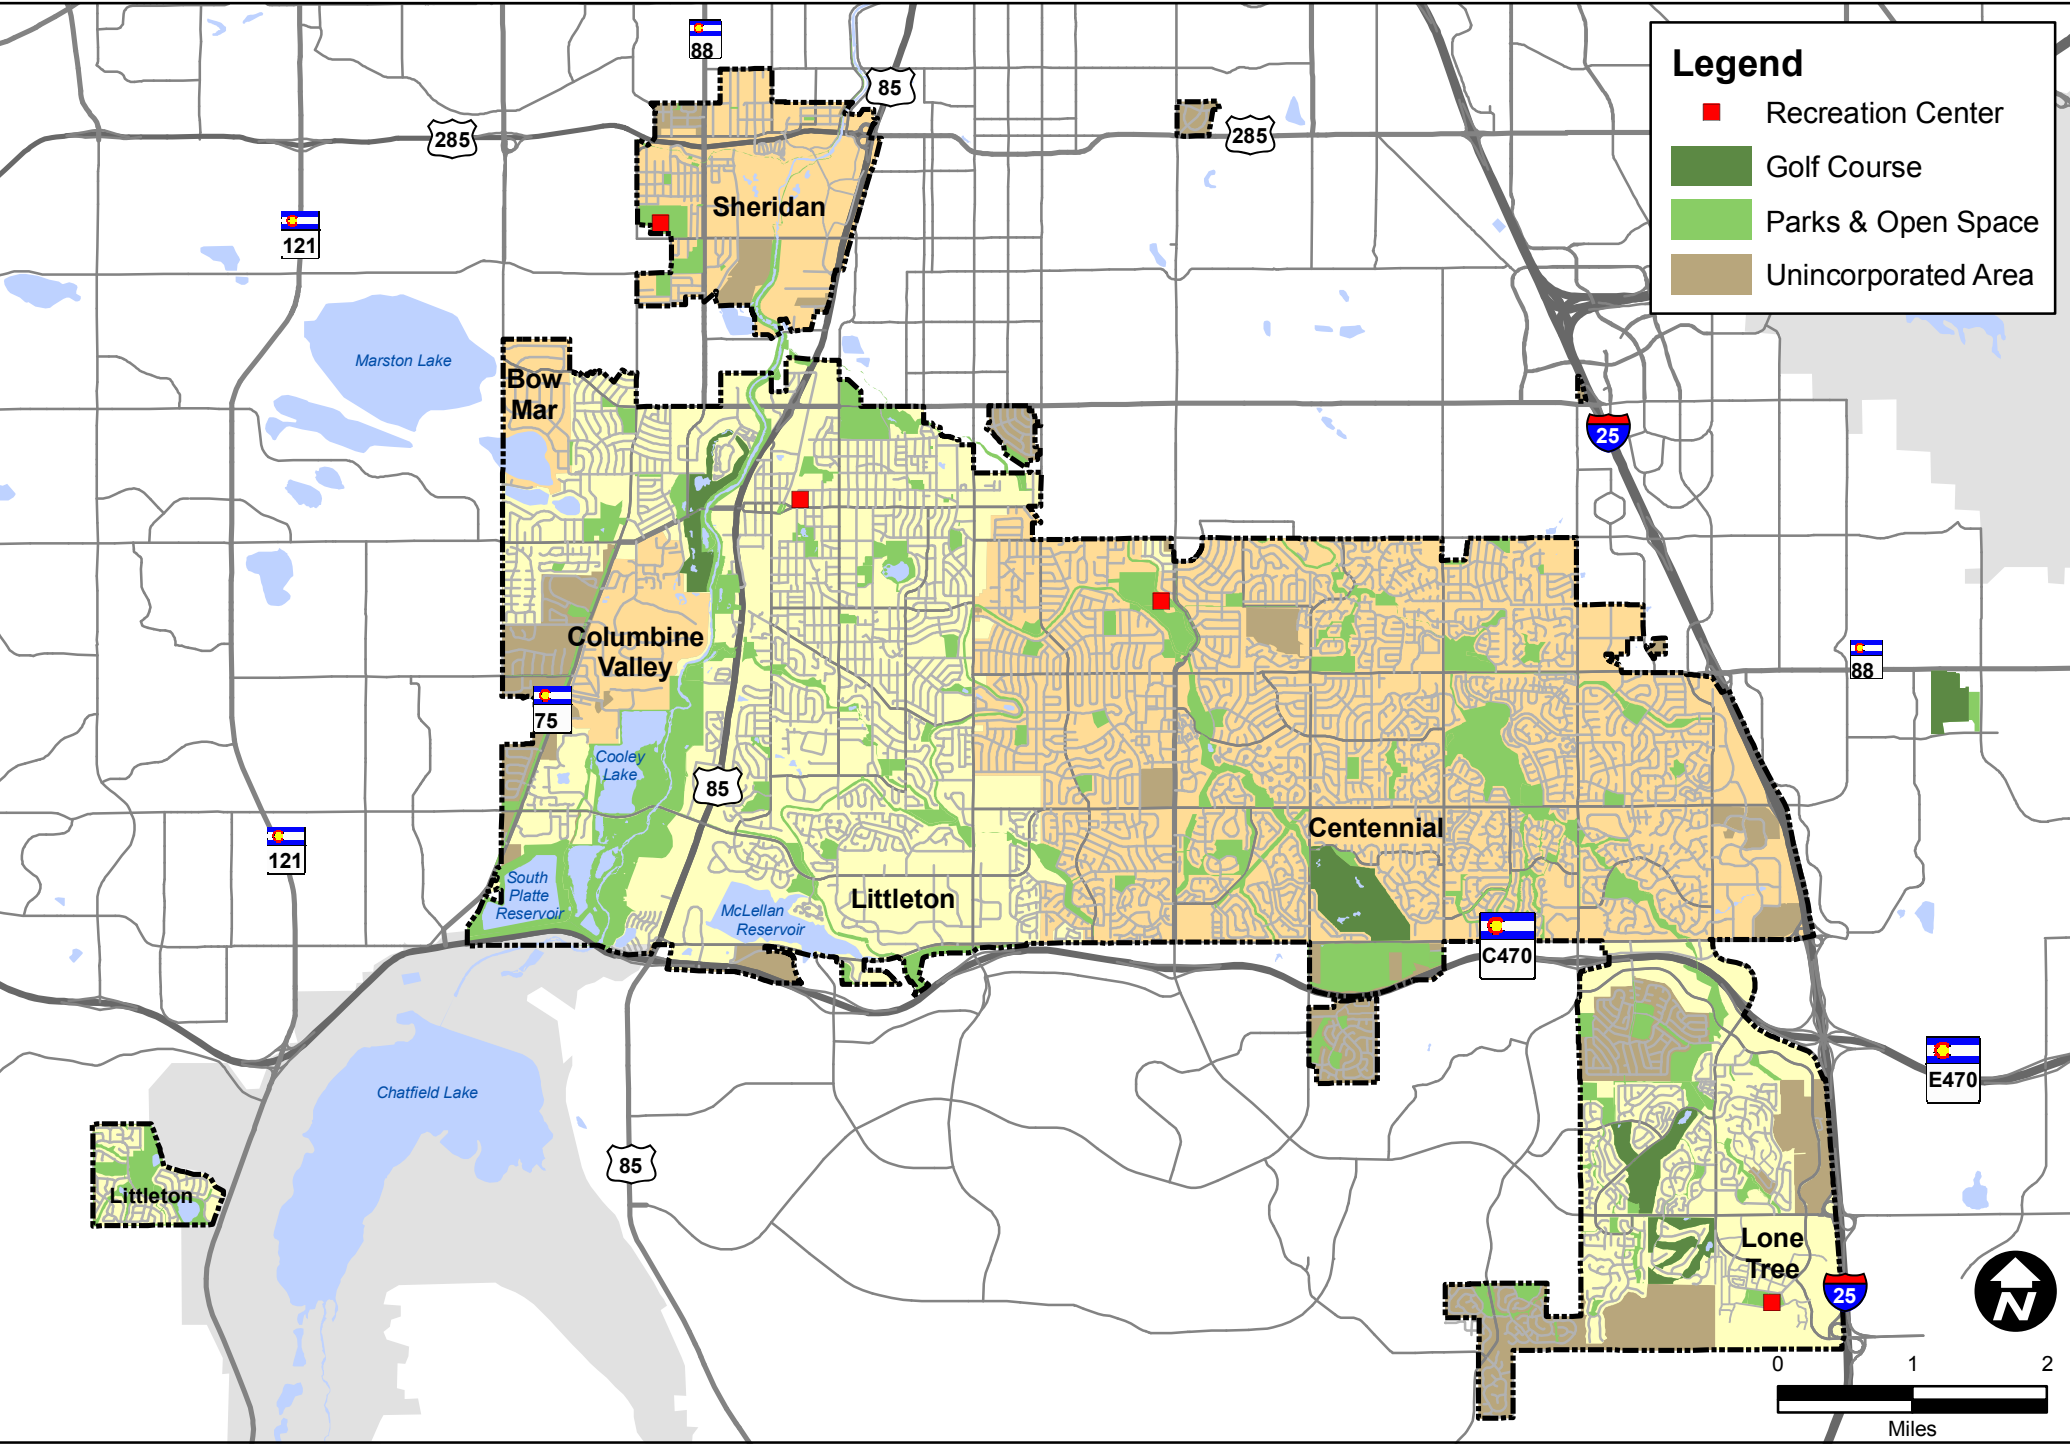 88
85
Legend
Recreation Center
Golf Course
Parks & Open Space
Unincorporated Area
285
285
121
Sheridan
Marston Lake
Bow
Mar
25
Columbine
Valley
88
75
Cooley
Lake
85
Centennial
121
South
Platte
Reservoir
McLellan
Reservoir
Littleton
C470
E470
Chatfield Lake
85
Littleton
Lone
Tree
25
N
0 1 2
Miles